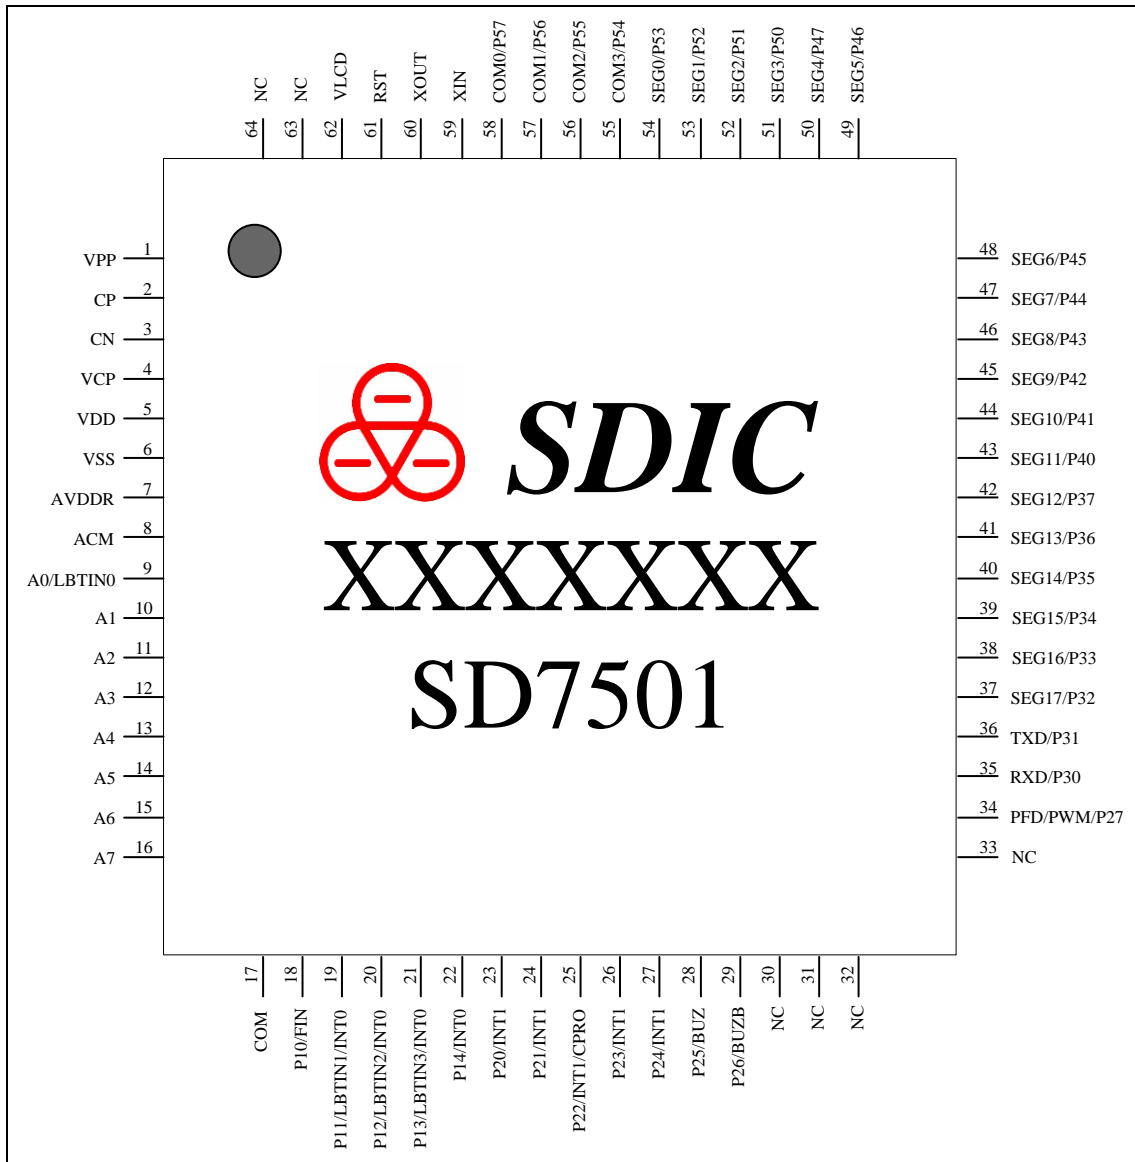 NC
NC
VLCD
RST
XOUT
XIN
COM0/P57
COM1/P56
COM2/P55
COM3/P54
SEG0/P53
SEG1/P52
SEG2/P51
SEG3/P50
SEG4/P47
SEG5/P46
64
63
62
61
60
59
58
57
56
55
54
53
52
51
50
49
VPP 1
CP 2
CN 3
VCP 4
VDD 5
VSS 6
AVDDR 7
ACM 8
A0/LBTIN0 9
A1 10
A2 11
A3 12
A4 13
A5 14
A6 15
A7 16
SDIC
XXXXXXX
SD7501
48 SEG6/P45
47 SEG7/P44
46 SEG8/P43
45 SEG9/P42
44 SEG10/P41
43 SEG11/P40
42 SEG12/P37
41 SEG13/P36
40 SEG14/P35
39 SEG15/P34
38 SEG16/P33
37 SEG17/P32
36 TXD/P31
35 RXD/P30
34 PFD/PWM/P27
33 NC
17
18
19
20
21
22
23
24
25
26
27
28
29
30
31
32
COM
P10/FIN
P11/LBTIN1/INT0
P12/LBTIN2/INT0
P13/LBTIN3/INT0
P14/INT0
P20/INT1
P21/INT1
P22/INT1/CPRO
P23/INT1
P24/INT1
P25/BUZ
P26/BUZB
NC
NC
NC